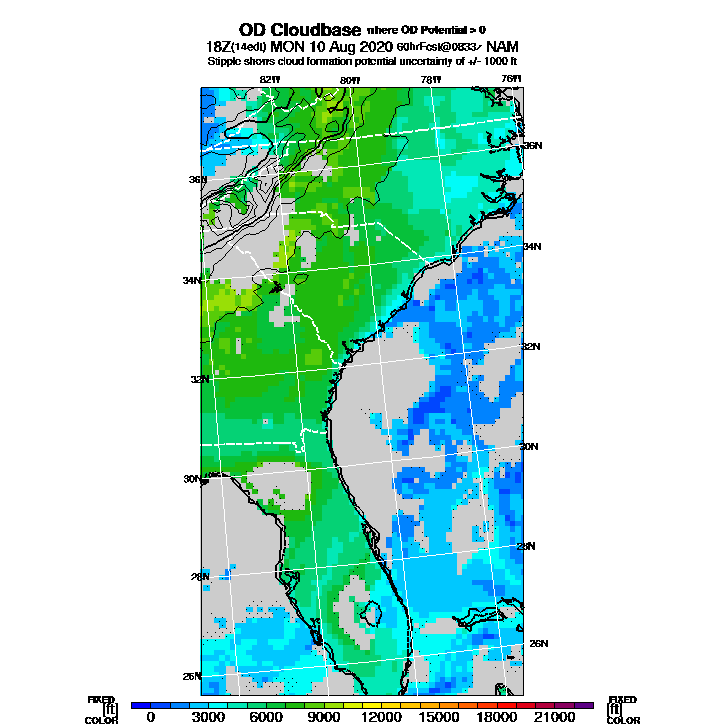 OD Cloudbase where OD Potential > 0
18Z(14edt) MON 10 Aug 2020 60hrFcst@0833z NAM
Stipple shows cloud formation potential uncertainty of +/- 1000 ft
82W 80W 78W 76W
36N 36N
34N 34N
32N 32N
30N 30N
28N 28N
26N 26N
FIXED FIXED
[ft] [ft]
COLOR 0 3000 6000 9000 12000 15000 18000 21000 COLOR